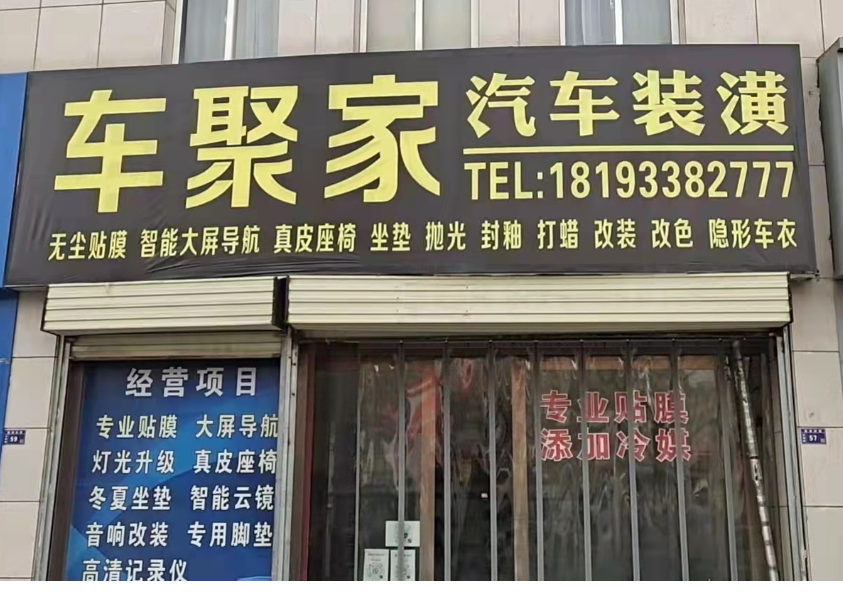 车聚家
汽车装潢
TEL:18193382777
无尘贴膜 智能大屏导航 真皮座椅 坐垫 抛光 封釉 打蜡 改装 改色 隐形车衣
经营项目
专业贴膜 大屏导航
灯光升级 真皮座椅
冬夏坐垫 智能云镜
音响改装 专用脚垫
高清记录仪
专业贴膜
添加冷媒
59
57